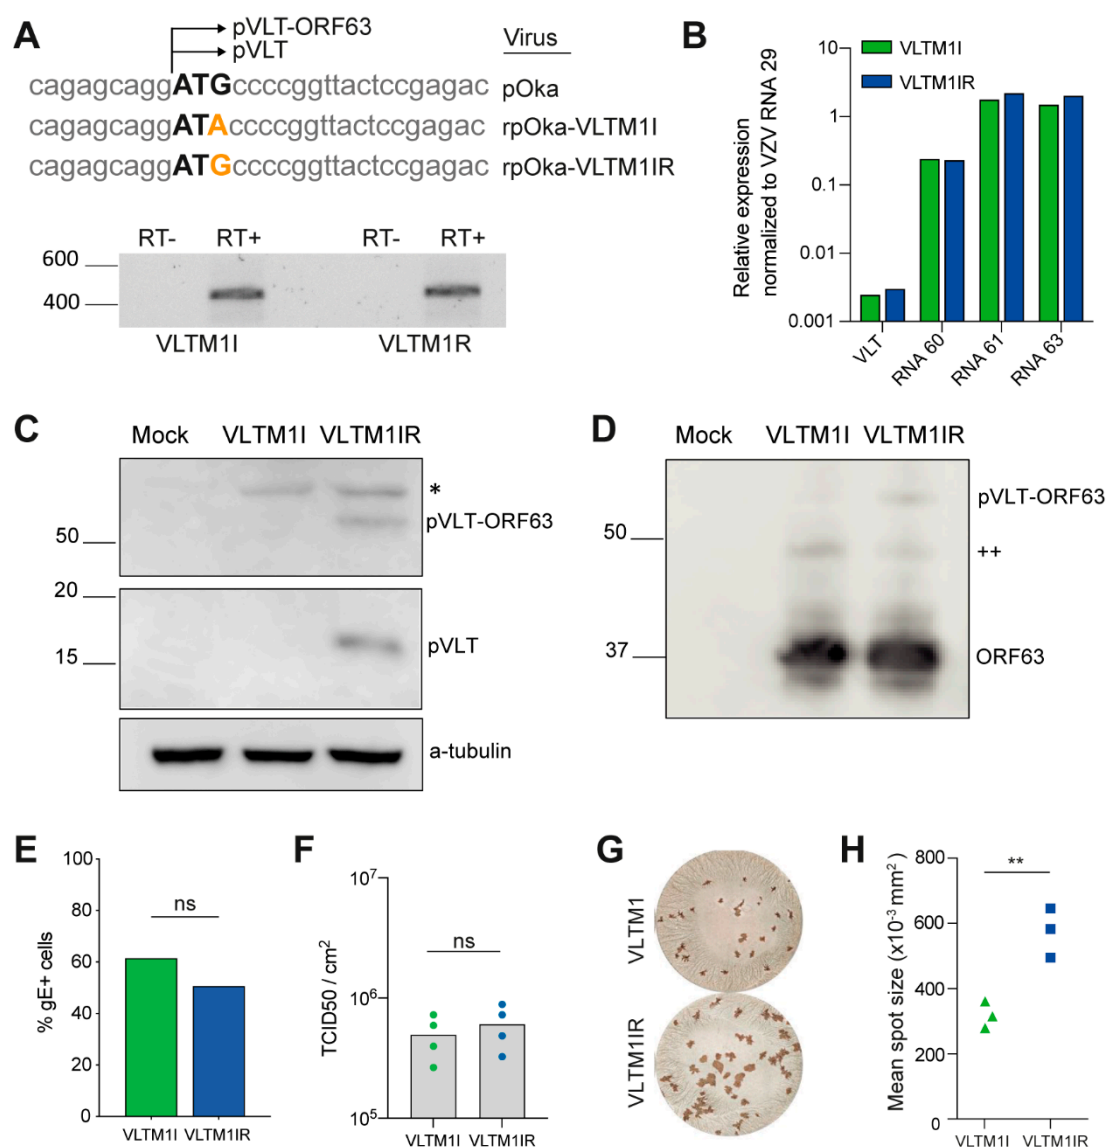 A
pVLT-ORF63
pVLT
Virus
cagagcaggATGccccggttactccgagac pOka
cagagcaggATAccccggttactccgagac rpOka-VLTM1I
cagagcaggATGccccggttactccgagac rpOka-VLTM1IR
RT- RT+ RT- RT+
600
400
VLTM1I VLTM1R
B
VLTM1I
VLTM1IR
Relative expression
normalized to VZV RNA 29
10
1
0.1
0.01
0.001
VLT RNA 60 RNA 61 RNA 63
C
Mock VLTM1I VLTM1IR
*
pVLT-ORF63
50
20
pVLT
15
a-tubulin
D
Mock VLTM1I VLTM1IR
pVLT-ORF63
50
++
37
ORF63
E
% gE+ cells
100
80
60
40
20
0
ns
VLTM1I VLTM1IR
F
TCID50 / cm²
10⁷
10⁶
10⁵
ns
VLTM1I VLTM1IR
G
VLTM1
VLTM1IR
H
Mean spot size (x10⁻³ mm²)
800
600
400
200
0
**
VLTM1I VLTM1IR